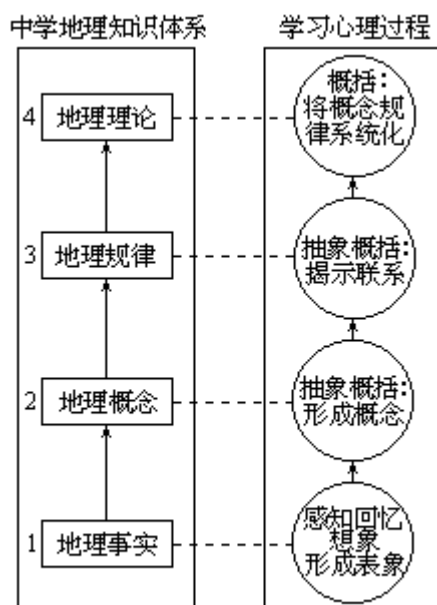 中学地理知识体系
学习心理过程
4
地理理论
概括：
将概念规
律系统化
3
地理规律
抽象概括：
揭示联系
2
地理概念
抽象概括：
形成概念
1
地理事实
感知回忆
想象
形成表象